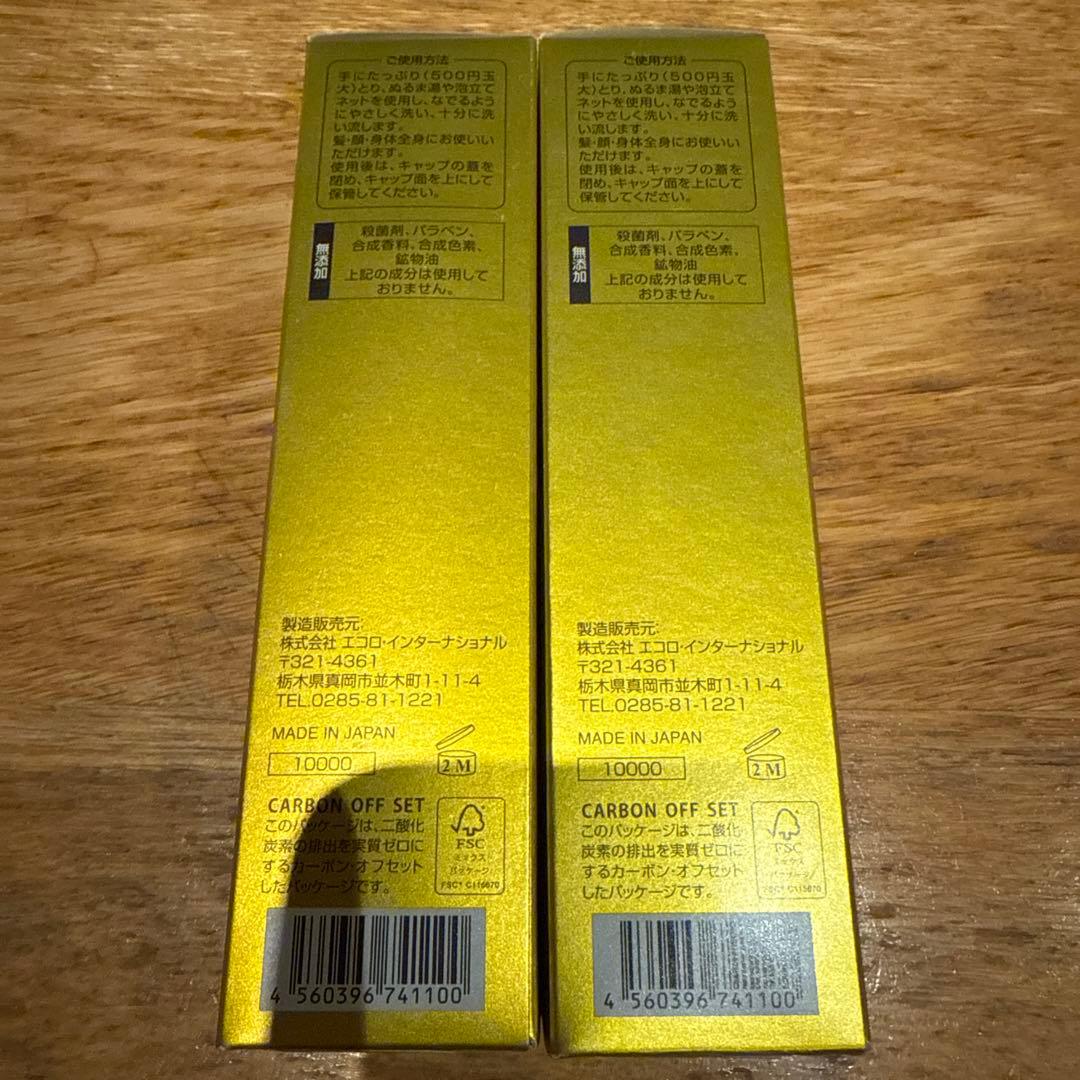 ご使用方法
手にたっぷり(500円玉
大)とり、ぬるま湯や泡立て
ネットを使用し、なでるよう
にやさしく洗い、十分に洗
い流します。
髪・顔・身体全身にお使いい
ただけます。
使用後は、キャップの蓋を
閉め、キャップ面を上にして
保管してください。
無添加
殺菌剤、パラベン、
合成香料、合成色素、
鉱物油
上記の成分は使用して
おりません。
製造販売元:
株式会社 エコロ・インターナショナル
〒321-4361
栃木県真岡市並木町1-11-4
TEL.0285-81-1221
MADE IN JAPAN
10000
2 M
CARBON OFF SET
このパッケージは、二酸化
炭素の排出を実質ゼロに
するカーボン・オフセット
したパッケージです。
FSC
ミックス
パッケージ
FSC® C115670
4 560396 741100
ご使用方法
手にたっぷり(500円玉
大)とり、ぬるま湯や泡立て
ネットを使用し、なでるよう
にやさしく洗い、十分に洗
い流します。
髪・顔・身体全身にお使いい
ただけます。
使用後は、キャップの蓋を
閉め、キャップ面を上にして
保管してください。
無添加
殺菌剤、パラベン、
合成香料、合成色素、
鉱物油
上記の成分は使用して
おりません。
製造販売元:
株式会社 エコロ・インターナショナル
〒321-4361
栃木県真岡市並木町1-11-4
TEL.0285-81-1221
MADE IN JAPAN
10000
2 M
CARBON OFF SET
このパッケージは、二酸化
炭素の排出を実質ゼロに
するカーボン・オフセット
したパッケージです。
FSC
ミックス
パッケージ
FSC® C115670
4 560396 741100